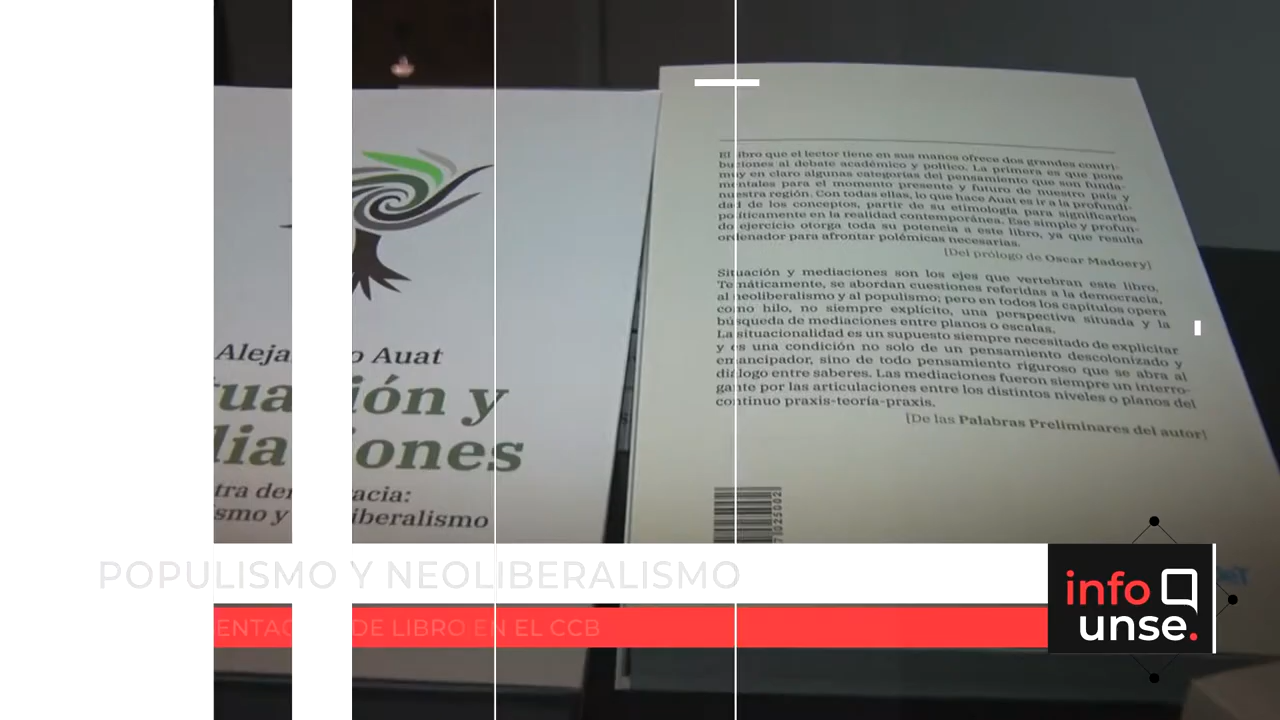 Aleja o Auat
tua ión y
dia ones
tra de acia:
smo y iberalismo
El libro que el lector tiene en sus manos ofrece dos grandes contri-
buciones al debate académico y político. La primera es que pone
muy en claro algunas categorías del pensamiento que son funda-
mentales para el momento presente y futuro de nuestro país y
nuestra región. Con todas ellas, lo que hace Auat es ir a la profundi-
dad de los conceptos, partir de su etimología para significarlos
políticamente en la realidad contemporánea. Ese simple y profun-
do ejercicio otorga toda su potencia a este libro, ya que resulta
ordenador para afrontar polémicas necesarias.
[Del prólogo de Oscar Madoery]
Situación y mediaciones son los ejes que vertebran este libro.
Temáticamente, se abordan cuestiones referidas a la democracia,
al neoliberalismo y al populismo; pero en todos los capítulos opera
como hilo, no siempre explícito, una perspectiva situada y la
búsqueda de mediaciones entre planos o escalas.
La situacionalidad es un supuesto siempre necesitado de explicitar
y es una condición no solo de un pensamiento descolonizado y
emancipador, sino de todo pensamiento riguroso que se abra al
diálogo entre saberes. Las mediaciones fueron siempre un interro-
gante por las articulaciones entre los distintos niveles o planos del
continuo praxis-teoría-praxis.
[De las Palabras Preliminares del autor]
POPULISMO Y NEOLIBERALISMO
ENTAC DE LIBRO EN EL CCB
info
unse.